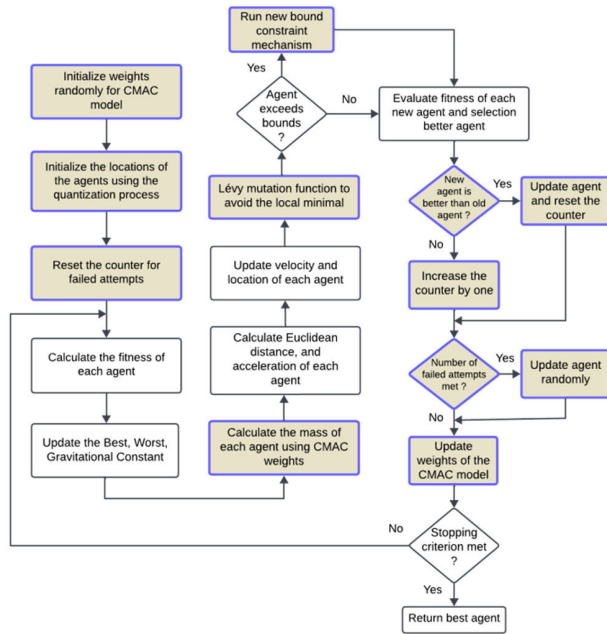 Initialize weights
randomly for CMAC
model
Initialize the locations of
the agents using the
quantization process
Reset the counter for
failed attempts
Calculate the fitness of
each agent
Update the Best, Worst,
Gravitational Constant
Calculate the mass of
each agent using CMAC
weights
Calculate Euclidean
distance, and
acceleration of each
agent
Update velocity and
location of each agent
Lévy mutation function to
avoid the local minimal
Agent
exceeds
bounds
?
Yes
No
Run new bound
constraint
mechanism
Evaluate fitness of each
new agent and selection
better agent
New
agent is
better than old
agent ?
Yes
No
Update agent
and reset the
counter
Increase the
counter by one
Number of
failed attempts
met ?
Yes
No
Update agent
randomly
Update
weights of the
CMAC model
Stopping
criterion met
?
No
Yes
Return best agent